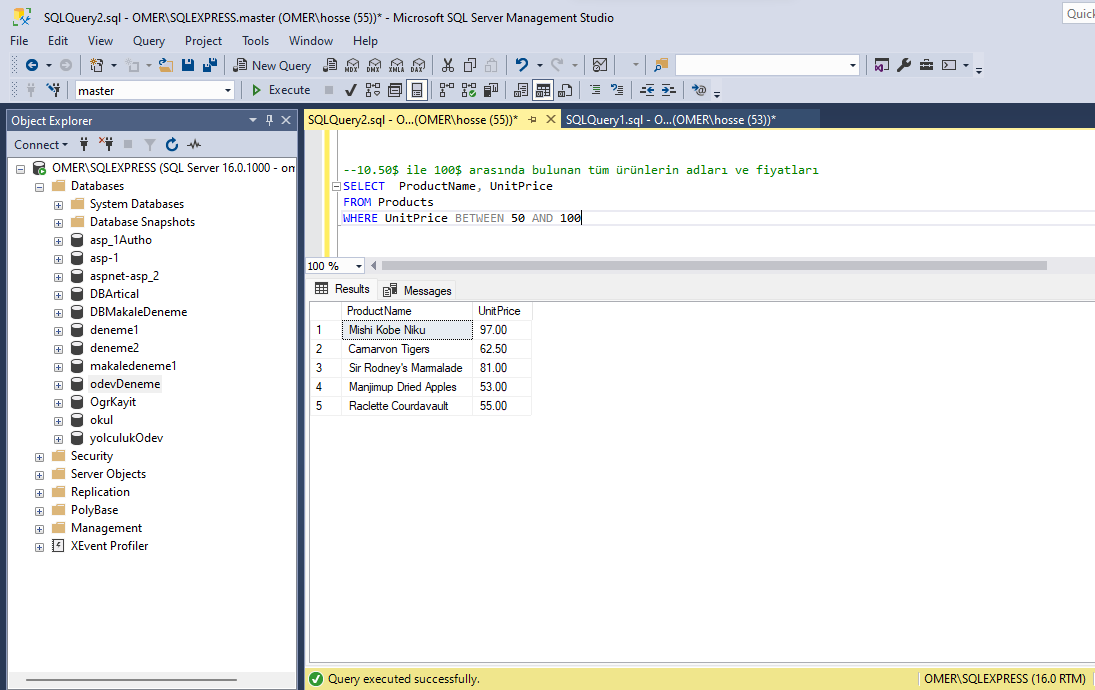 SQLQuery2.sql - OMER\SQLEXPRESS.master (OMER\hosse (55))* - Microsoft SQL Server Management Studio
Quic
File Edit View Query Project Tools Window Help
New Query MDX DMX XMLA DAX
master Execute
Object Explorer
SQLQuery2.sql - O...(OMER\hosse (55))* SQLQuery1.sql - O...(OMER\hosse (53))*
Connect
OMER\SQLEXPRESS (SQL Server 16.0.1000 - om
Databases
System Databases
Database Snapshots
asp_1Autho
asp-1
aspnet-asp_2
DBArtical
DBMakaleDeneme
deneme1
deneme2
makaledeneme1
odevDeneme
OgrKayit
okul
yolculukOdev
Security
Server Objects
Replication
PolyBase
Management
XEvent Profiler
--10.50$ ile 100$ arasında bulunan tüm ürünlerin adları ve fiyatları
SELECT ProductName, UnitPrice
FROM Products
WHERE UnitPrice BETWEEN 50 AND 100
100 %
Results Messages
ProductName UnitPrice
1 Mishi Kobe Niku 97.00
2 Carnarvon Tigers 62.50
3 Sir Rodney's Marmalade 81.00
4 Manjimup Dried Apples 53.00
5 Raclette Courdavault 55.00
Query executed successfully.
OMER\SQLEXPRESS (16.0 RTM)